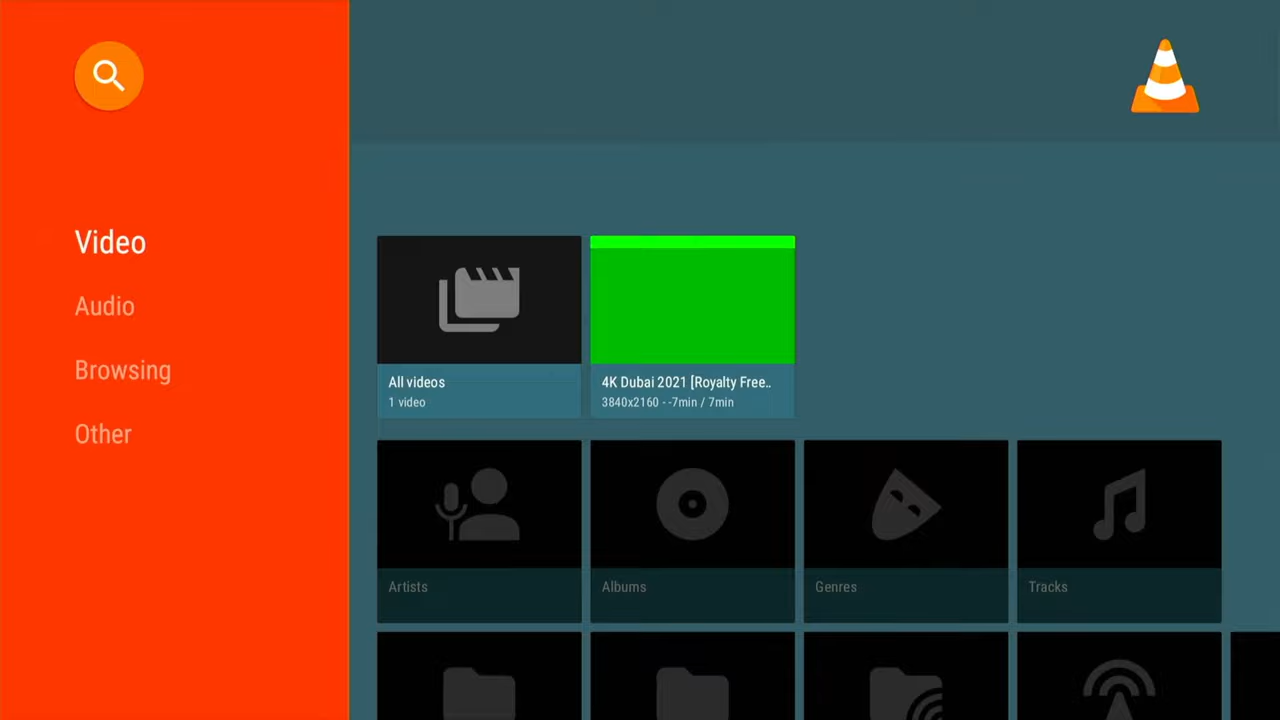 Video
Audio
Browsing
Other
All videos
1 video
4K Dubai 2021 [Royalty Free..
3840x2160 - -7min / 7min
Artists
Albums
Genres
Tracks